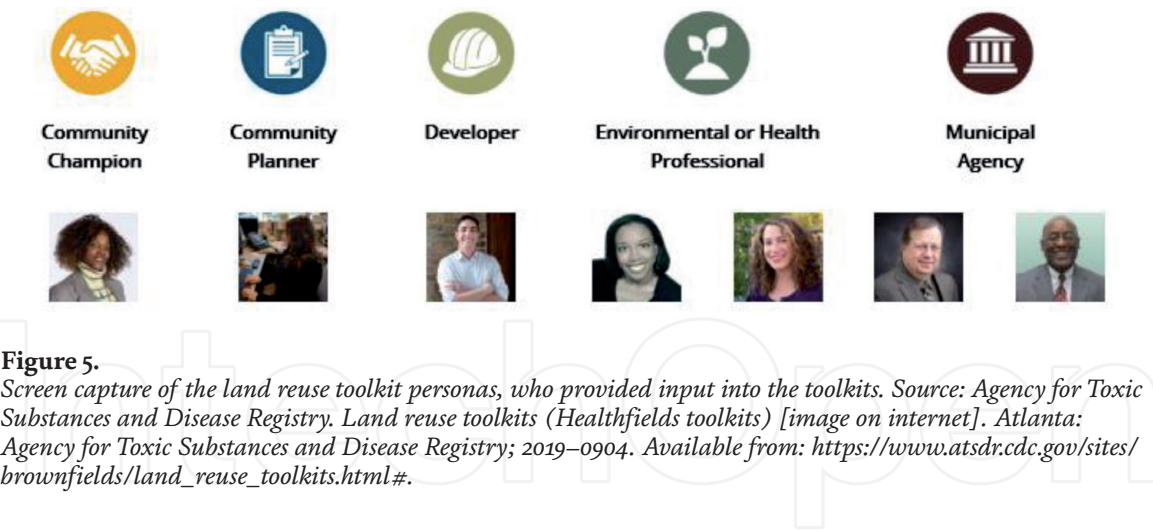 Community
Champion
Community
Planner
Developer
Environmental or Health
Professional
Municipal
Agency
Figure 5.
Screen capture of the land reuse toolkit personas, who provided input into the toolkits. Source: Agency for Toxic
Substances and Disease Registry. Land reuse toolkits (Healthfields toolkits) [image on internet]. Atlanta:
Agency for Toxic Substances and Disease Registry; 2019–0904. Available from: https://www.atsdr.cdc.gov/sites/
brownfields/land_reuse_toolkits.html#.
IntechOpen